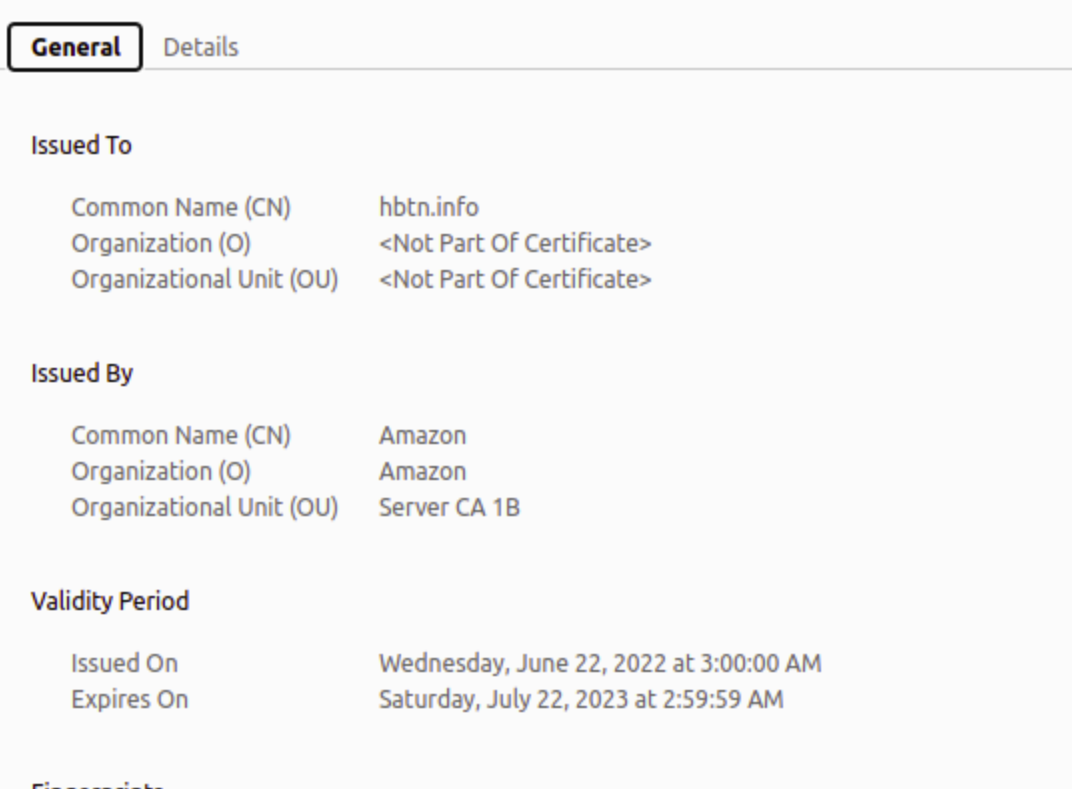 General Details
Issued To
Common Name (CN) hbtn.info
Organization (O) <Not Part Of Certificate>
Organizational Unit (OU) <Not Part Of Certificate>
Issued By
Common Name (CN) Amazon
Organization (O) Amazon
Organizational Unit (OU) Server CA 1B
Validity Period
Issued On Wednesday, June 22, 2022 at 3:00:00 AM
Expires On Saturday, July 22, 2023 at 2:59:59 AM